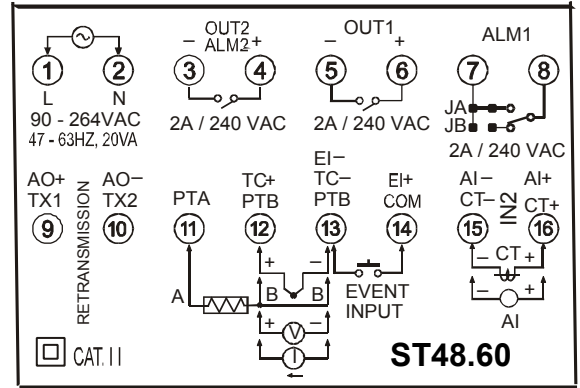 OUT2
ALM2
OUT1
ALM1
− +
− +
1 2 3 4 5 6 7 8
L N
90 - 264VAC
47 - 63HZ, 20VA
2A / 240 VAC
2A / 240 VAC
JA
JB
2A / 240 VAC
AO+
TX1
9
RETRANSMISSION
AO−
TX2
10
PTA
11
TC+
PTB
12
EI−
TC−
PTB
13
EI+
COM
14
AI−
CT−
15
IN2
AI+
CT+
16
+ −
− CT +
A
B B
EVENT
INPUT
− +
AI
+ V −
I
CAT. II
ST48.60